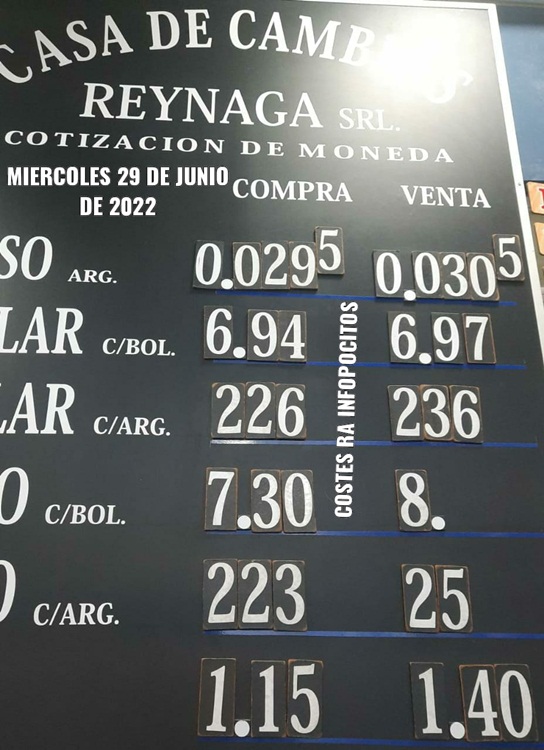 CASA DE CAMBIOS
REYNAGA SRL.
COTIZACION DE MONEDA
MIERCOLES 29 DE JUNIO
DE 2022
COMPRA VENTA
SO ARG. 0.0295 0.0305
LAR C/BOL. 6.94 6.97
LAR C/ARG. 226 236
O C/BOL. 7.30 8.
O C/ARG. 223 25
1.15 1.40
COSTES RA INFOPOCITOS